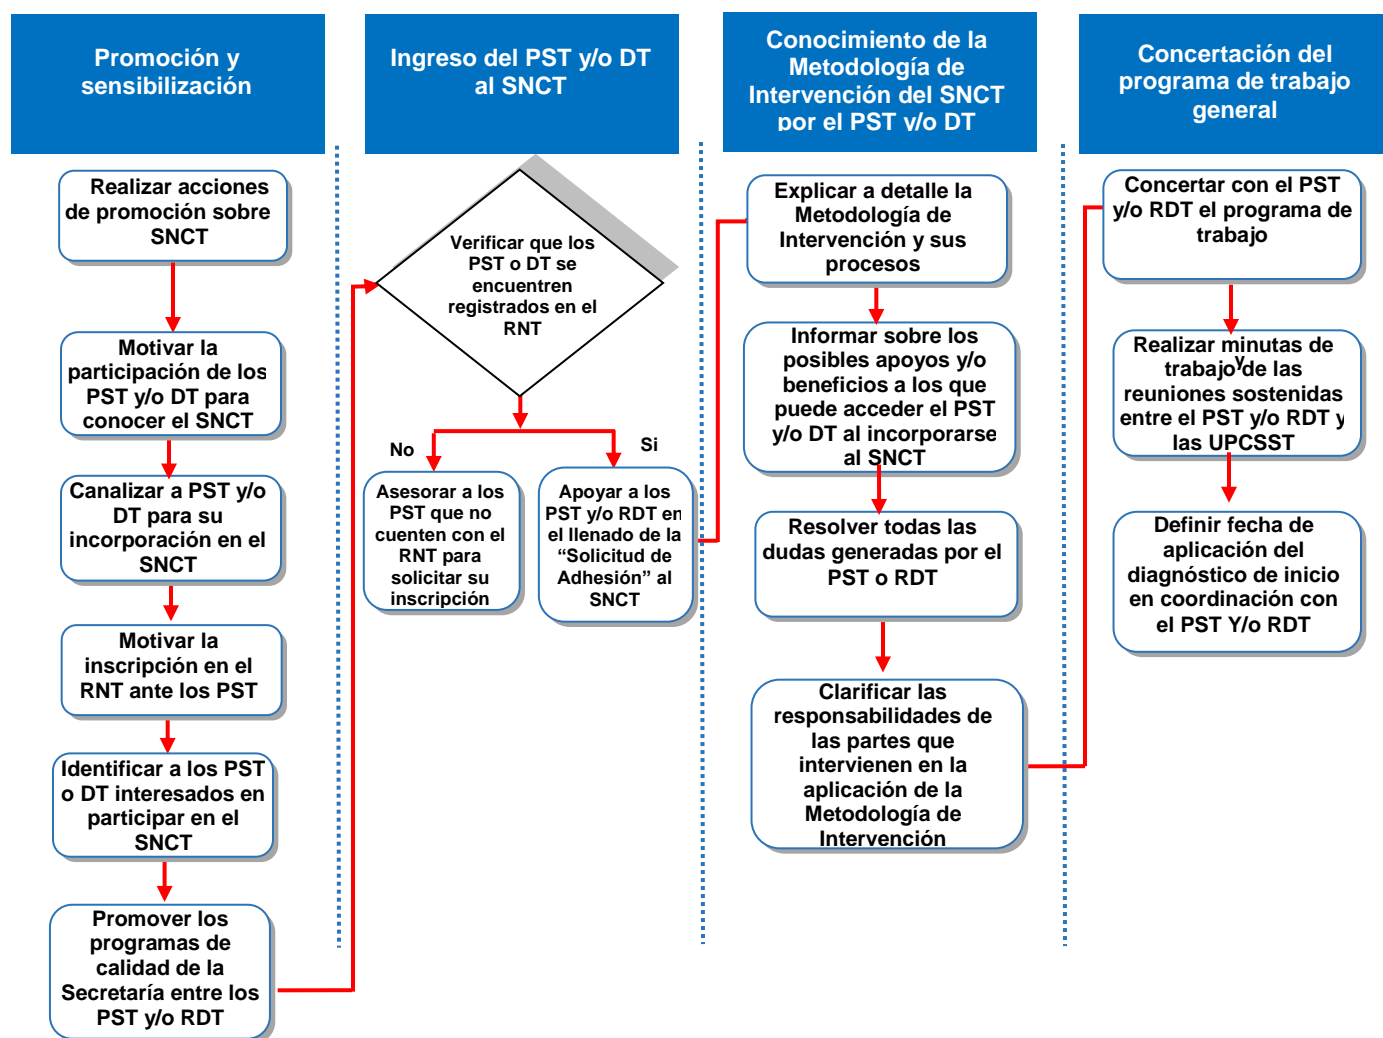 Promoción y
sensibilización
Realizar acciones
de promoción sobre
SNCT
Motivar la
participación de los
PST y/o DT para
conocer el SNCT
Canalizar a PST y/o
DT para su
incorporación en el
SNCT
Motivar la
inscripción en el
RNT ante los PST
Identificar a los PST
o DT interesados en
participar en el
SNCT
Promover los
programas de
calidad de la
Secretaría entre los
PST y/o RDT
Ingreso del PST y/o DT
al SNCT
Verificar que los
PST o DT se
encuentren
registrados en el
RNT
No
Si
Asesorar a los
PST que no
cuenten con el
RNT para
solicitar su
inscripción
Apoyar a los
PST y/o RDT en
el llenado de la
“Solicitud de
Adhesión” al
SNCT
Conocimiento de la
Metodología de
Intervención del SNCT
por el PST y/o DT
Explicar a detalle la
Metodología de
Intervención y sus
procesos
Informar sobre los
posibles apoyos y/o
beneficios a los que
puede acceder el PST
y/o DT al incorporarse
al SNCT
Resolver todas las
dudas generadas por el
PST o RDT
Clarificar las
responsabilidades de
las partes que
intervienen en la
aplicación de la
Metodología de
Intervención
Concertación del
programa de trabajo
general
Concertar con el PST
y/o RDT el programa de
trabajo
Realizar minutas de
trabajo de las
y
reuniones sostenidas
entre el PST y/o RDT y
las UPCSST
Definir fecha de
aplicación del
diagnóstico de inicio
en coordinación con
el PST Y/o RDT